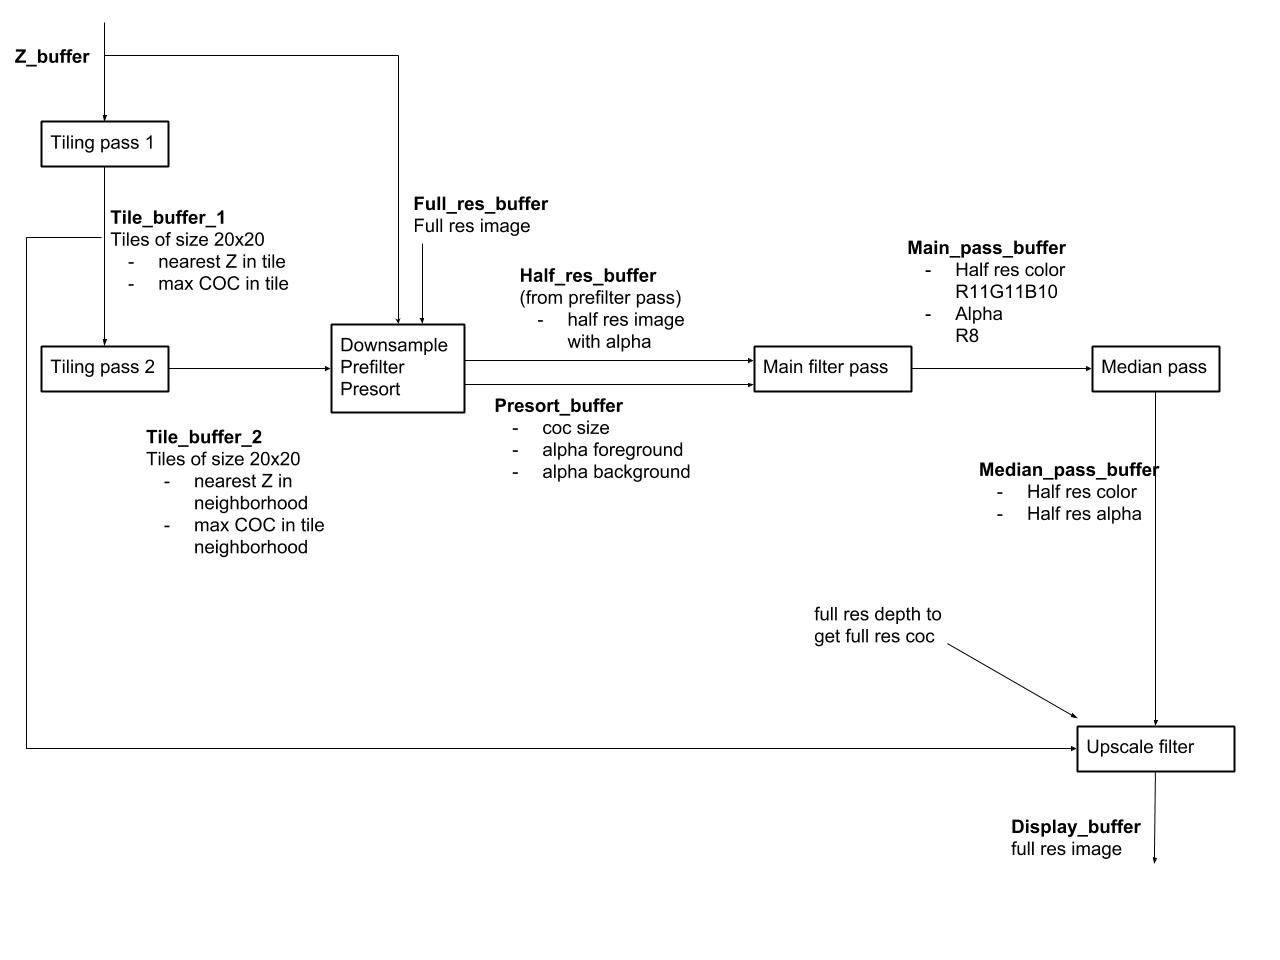 Z_buffer
Tiling pass 1
Tile_buffer_1
Tiles of size 20x20
- nearest Z in tile
- max COC in tile
Full_res_buffer
Full res image
Half_res_buffer
(from prefilter pass)
- half res image
with alpha
Main_pass_buffer
- Half res color
R11G11B10
- Alpha
R8
Tiling pass 2
Downsample
Prefilter
Presort
Main filter pass
Median pass
Tile_buffer_2
Tiles of size 20x20
- nearest Z in
neighborhood
- max COC in tile
neighborhood
Presort_buffer
- coc size
- alpha foreground
- alpha background
Median_pass_buffer
- Half res color
- Half res alpha
full res depth to
get full res coc
Upscale filter
Display_buffer
full res image